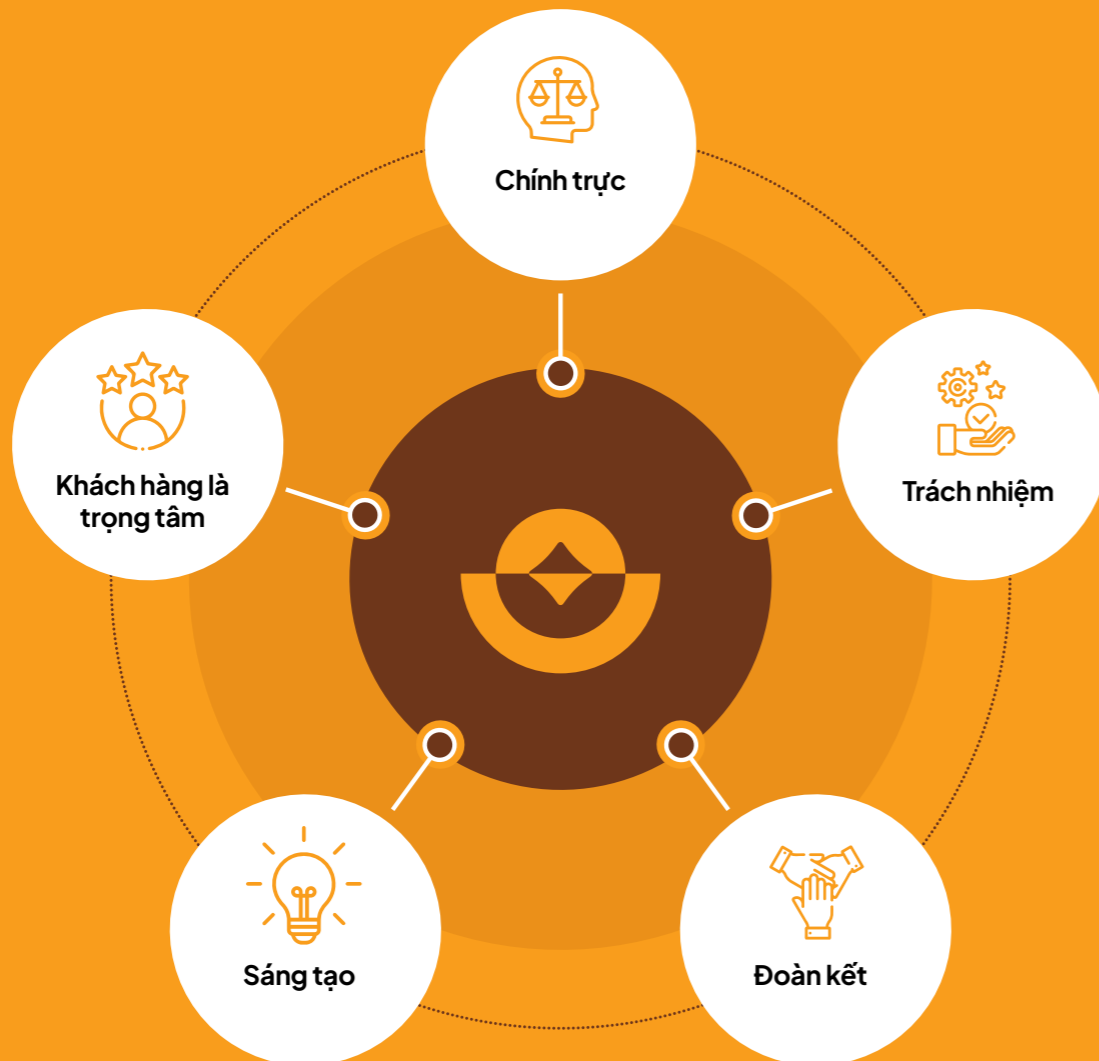 Chính trực
Khách hàng là
trọng tâm
Trách nhiệm
Sáng tạo
Đoàn kết